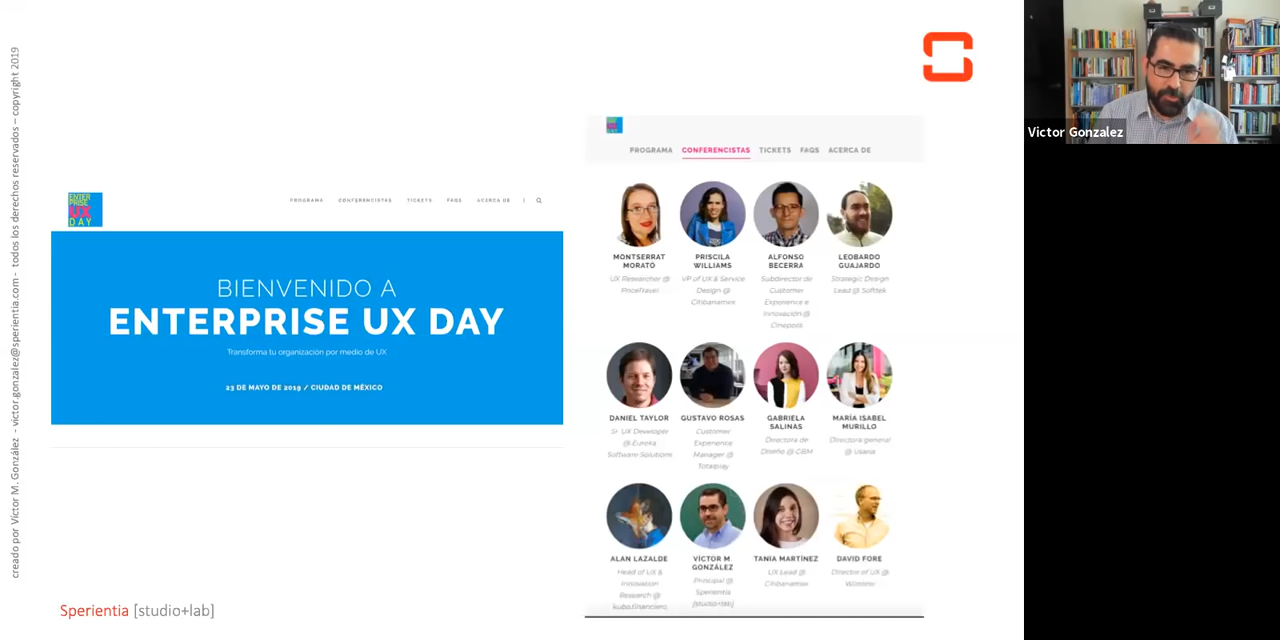 creado por Víctor M. González - victor.gonzalez@sperientia.com - todos los derechos reservados – copyright 2019
ENTER
PRISE
UX
DAY
PROGRAMA CONFERENCISTAS TICKETS FAQS ACERCA DE
BIENVENIDO A
ENTERPRISE UX DAY
Transforma tu organización por medio de UX
23 DE MAYO DE 2019 / CIUDAD DE MÉXICO
Sperientia [studio+lab]
PROGRAMA CONFERENCISTAS TICKETS FAQS ACERCA DE
MONTSERRAT
MORATO
UX Researcher @
PriceTravel
PRISCILA
WILLIAMS
VP of UX & Service
Design @
Citibanamex
ALFONSO
BECERRA
Subdirector de
Customer
Experience e
Innovación @
Cinépolis
LEOBARDO
GUAJARDO
Strategic Design
Lead @ Softtek
DANIEL TAYLOR
Sr. UX Developer
@ Eureka
Software Solutions
GUSTAVO ROSAS
Customer
Experience
Manager @
Totalplay
GABRIELA
SALINAS
Directora de
Diseño @ GBM
MARÍA ISABEL
MURILLO
Directora general
@ Usaria
ALAN LAZALDE
Head of UX &
Innovation
Research @
kubo.financiero
VÍCTOR M.
GONZÁLEZ
Principal @
Sperientia
[studio+lab]
TANIA MARTÍNEZ
UX Lead @
Citibanamex
DAVID FORE
Director of UX @
Victor Gonzalez